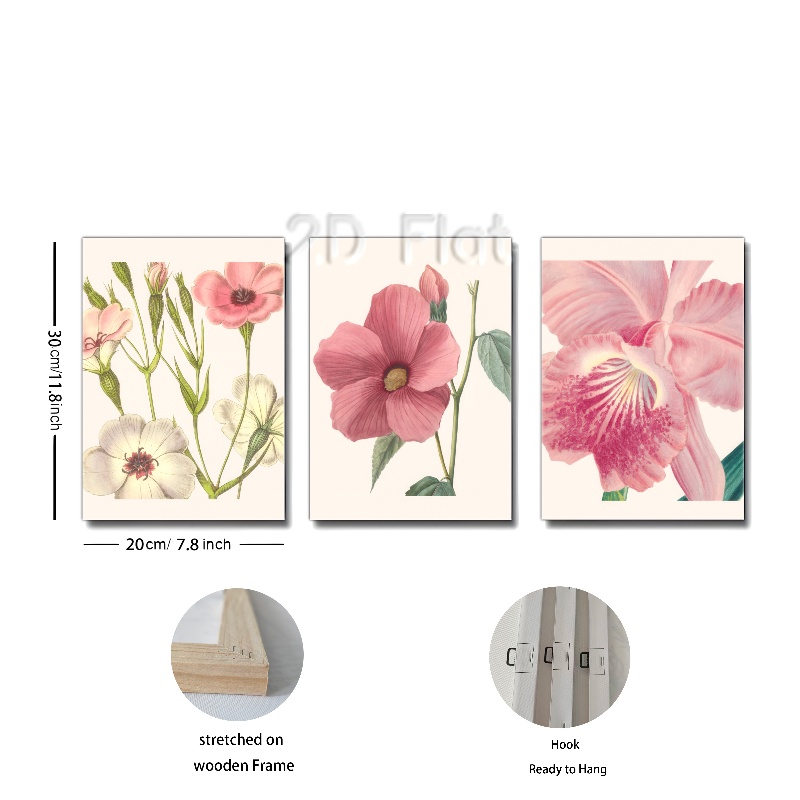 2D Flat
30cm/11.8inch
20cm/ 7.8 inch
stretched on
wooden Frame
Hook
Ready to Hang